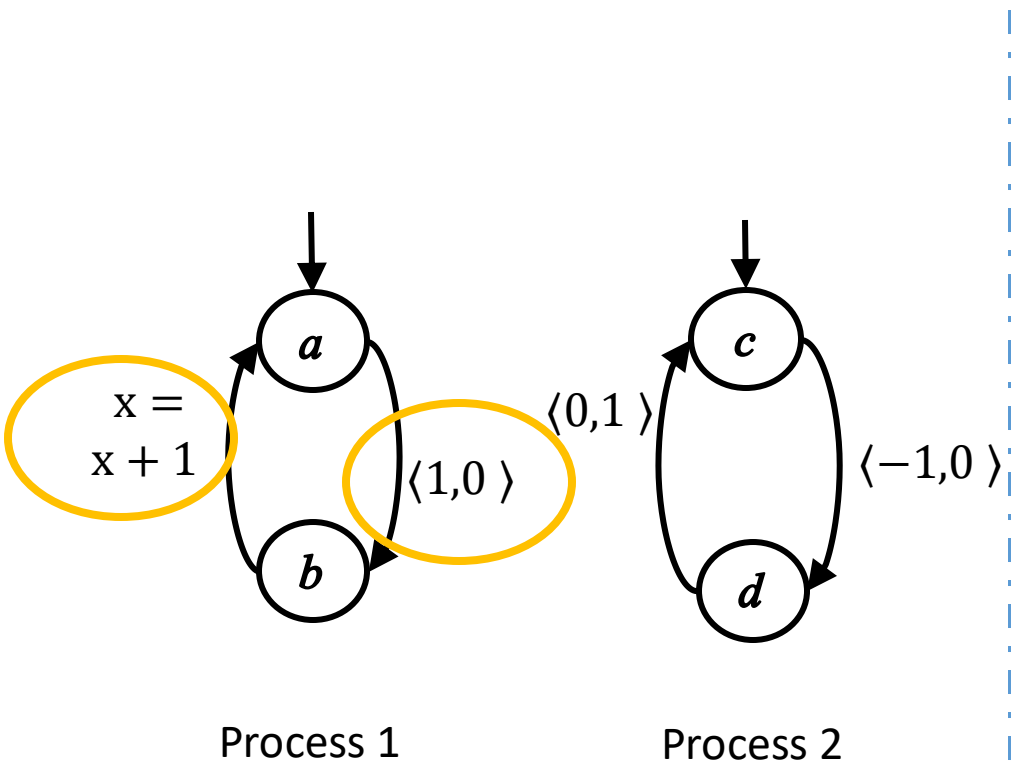 a
c
x =
x + 1
⟨1,0 ⟩
⟨0,1 ⟩
⟨−1,0 ⟩
b
d
Process 1
Process 2